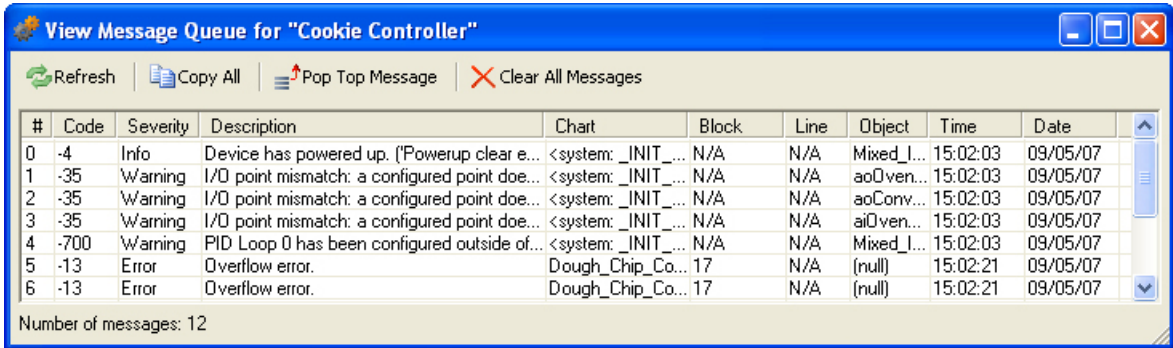 View Message Queue for "Cookie Controller"
Refresh Copy All Pop Top Message Clear All Messages
# Code Severity Description Chart Block Line Object Time Date
0 -4 Info Device has powered up. ('Powerup clear e... <system: _INIT_... N/A N/A Mixed_I... 15:02:03 09/05/07
1 -35 Warning I/O point mismatch: a configured point doe... <system: _INIT_... N/A N/A aoOven... 15:02:03 09/05/07
2 -35 Warning I/O point mismatch: a configured point doe... <system: _INIT_... N/A N/A aoConv... 15:02:03 09/05/07
3 -35 Warning I/O point mismatch: a configured point doe... <system: _INIT_... N/A N/A aiOven... 15:02:03 09/05/07
4 -700 Warning PID Loop 0 has been configured outside of... <system: _INIT_... N/A N/A Mixed_I... 15:02:03 09/05/07
5 -13 Error Overflow error. Dough_Chip_Co... 17 N/A (null) 15:02:21 09/05/07
6 -13 Error Overflow error. Dough_Chip_Co... 17 N/A (null) 15:02:21 09/05/07
Number of messages: 12